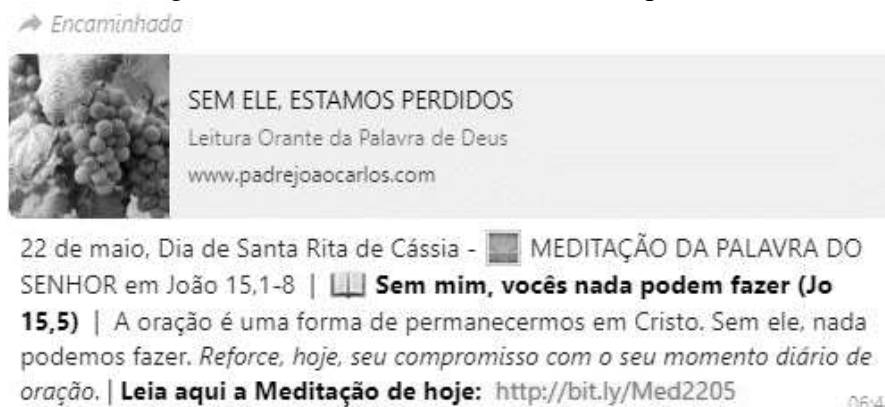 Encaminhada
SEM ELE, ESTAMOS PERDIDOS
Leitura Orante da Palavra de Deus
www.padrejoaocarlos.com
22 de maio, Dia de Santa Rita de Cássia - MEDITAÇÃO DA PALAVRA DO
SENHOR em João 15,1-8 | Sem mim, vocês nada podem fazer (Jo
15,5) | A oração é uma forma de permanecermos em Cristo. Sem ele, nada
podemos fazer. Reforce, hoje, seu compromisso com o seu momento diário de
oração. | Leia aqui a Meditação de hoje: http://bit.ly/Med2205